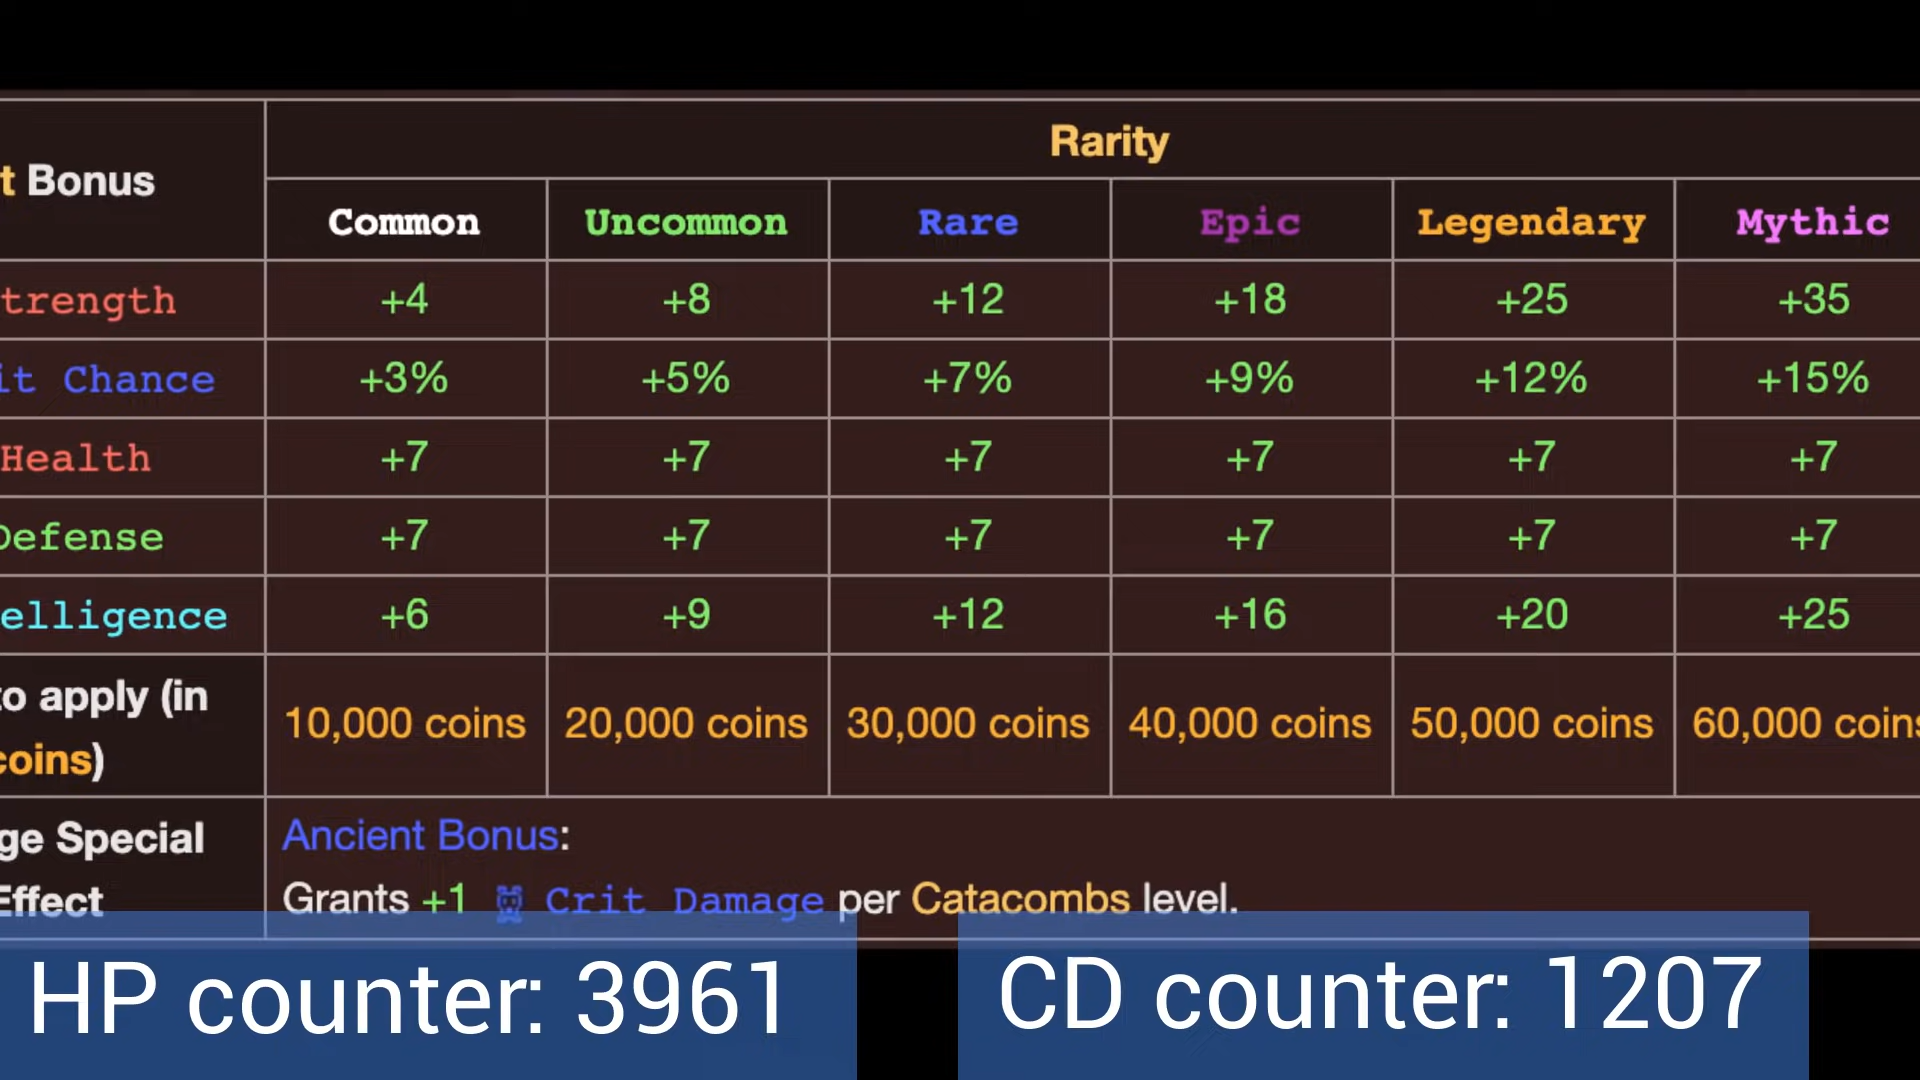 Rarity
t Bonus
Common Uncommon Rare Epic Legendary Mythic
trength +4 +8 +12 +18 +25 +35
it Chance +3% +5% +7% +9% +12% +15%
Health +7 +7 +7 +7 +7 +7
Defense +7 +7 +7 +7 +7 +7
elligence +6 +9 +12 +16 +20 +25
to apply (in
coins)
10,000 coins 20,000 coins 30,000 coins 40,000 coins 50,000 coins 60,000 coins
ge Special
Effect
Ancient Bonus:
Grants +1 Crit Damage per Catacombs level.
HP counter: 3961
CD counter: 1207